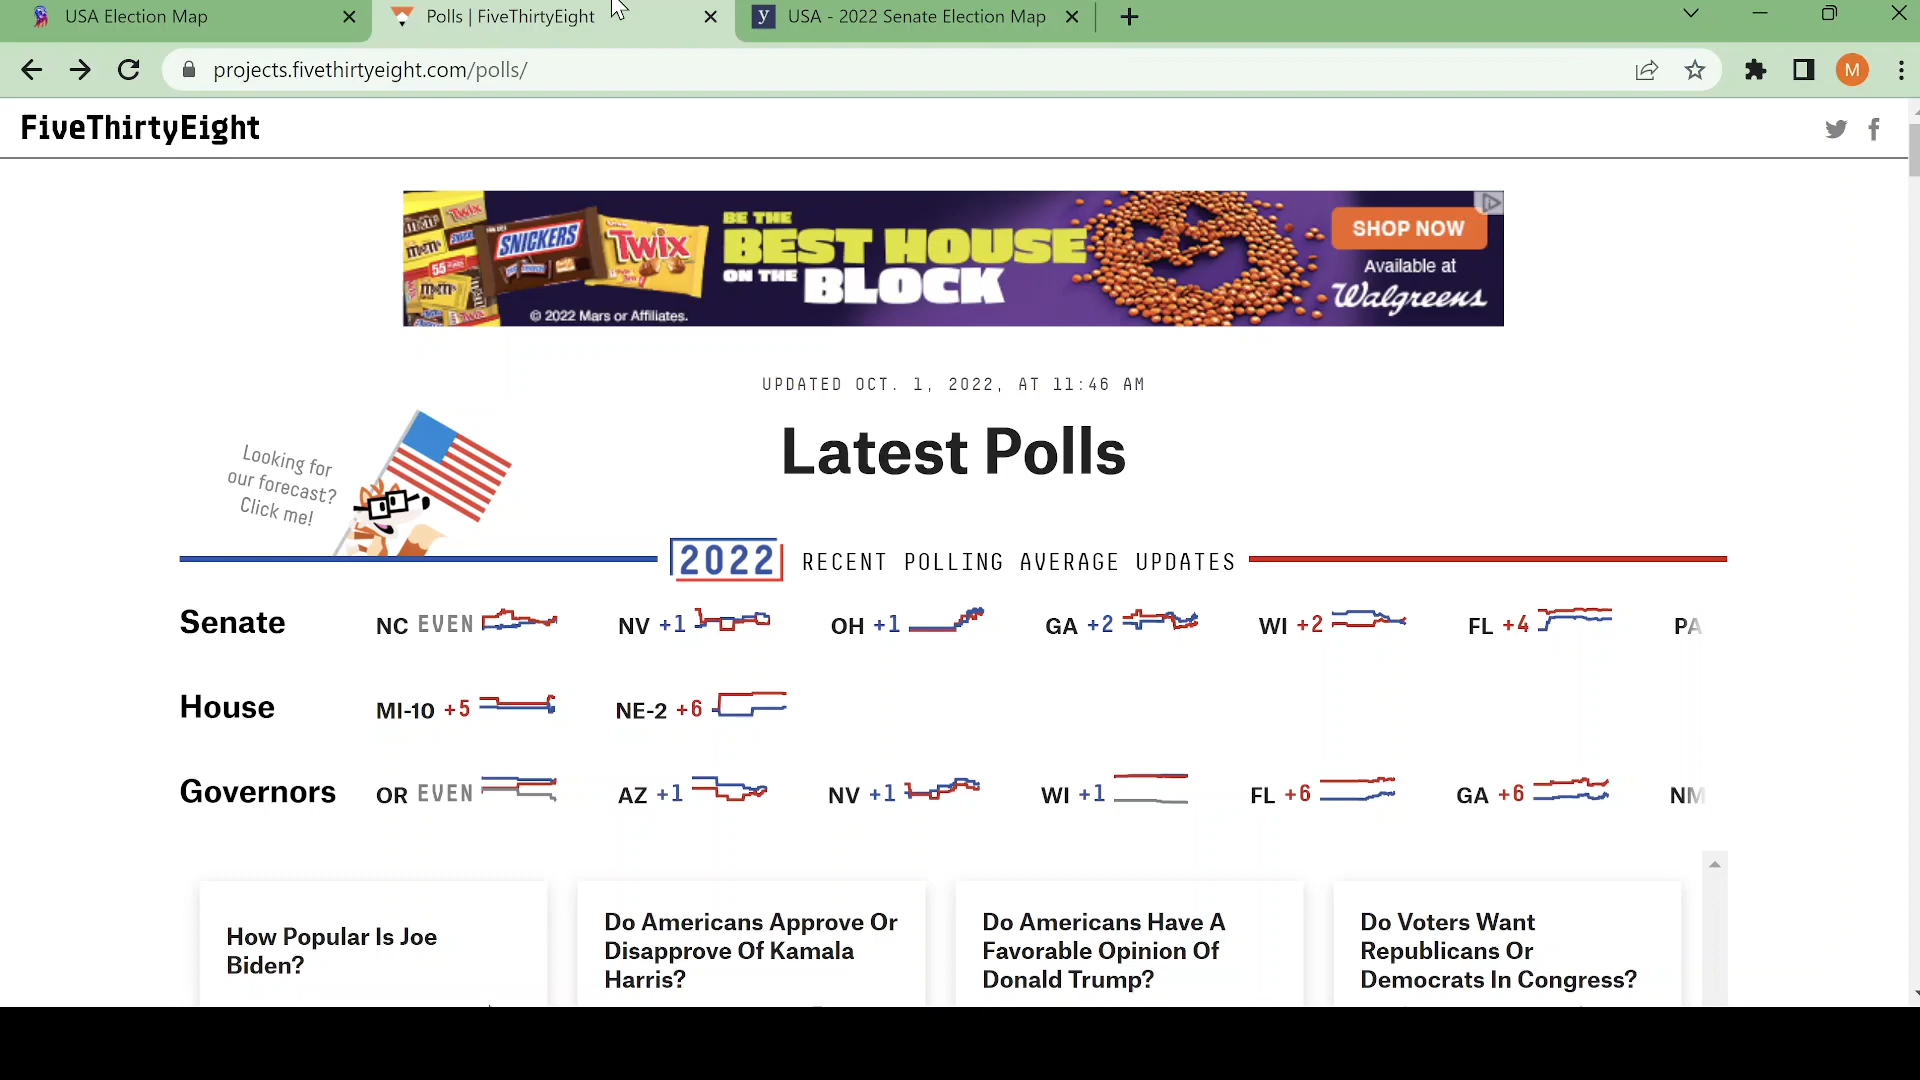 USA Election Map
Polls | FiveThirtyEight
USA - 2022 Senate Election Map
projects.fivethirtyeight.com/polls/
M
FiveThirtyEight
SNICKERS
Twix
BE THE
BEST HOUSE
ON THE BLOCK
© 2022 Mars or Affiliates.
SHOP NOW
Available at
Walgreens
UPDATED OCT. 1, 2022, AT 11:46 AM
Latest Polls
Looking for
our forecast?
Click me!
2022 RECENT POLLING AVERAGE UPDATES
Senate NC EVEN NV +1 OH +1 GA +2 WI +2 FL +4 PA
House MI-10 +5 NE-2 +6
Governors OR EVEN AZ +1 NV +1 WI +1 FL +6 GA +6 NM
How Popular Is Joe
Biden?
Do Americans Approve Or
Disapprove Of Kamala
Harris?
Do Americans Have A
Favorable Opinion Of
Donald Trump?
Do Voters Want
Republicans Or
Democrats In Congress?